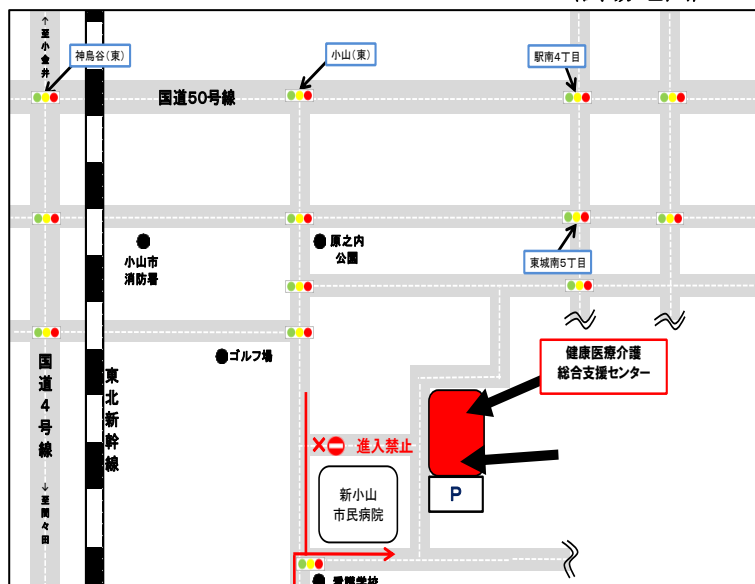 ↑至小金井
神鳥谷(東)
小山(東)
駅南4丁目
国道50号線
小山市
消防署
原之内
公園
東城南5丁目
ゴルフ場
健康医療介護
総合支援センター
国道4号線
東北新幹線
×
進入禁止
新小山
市民病院
P
↓至間々田